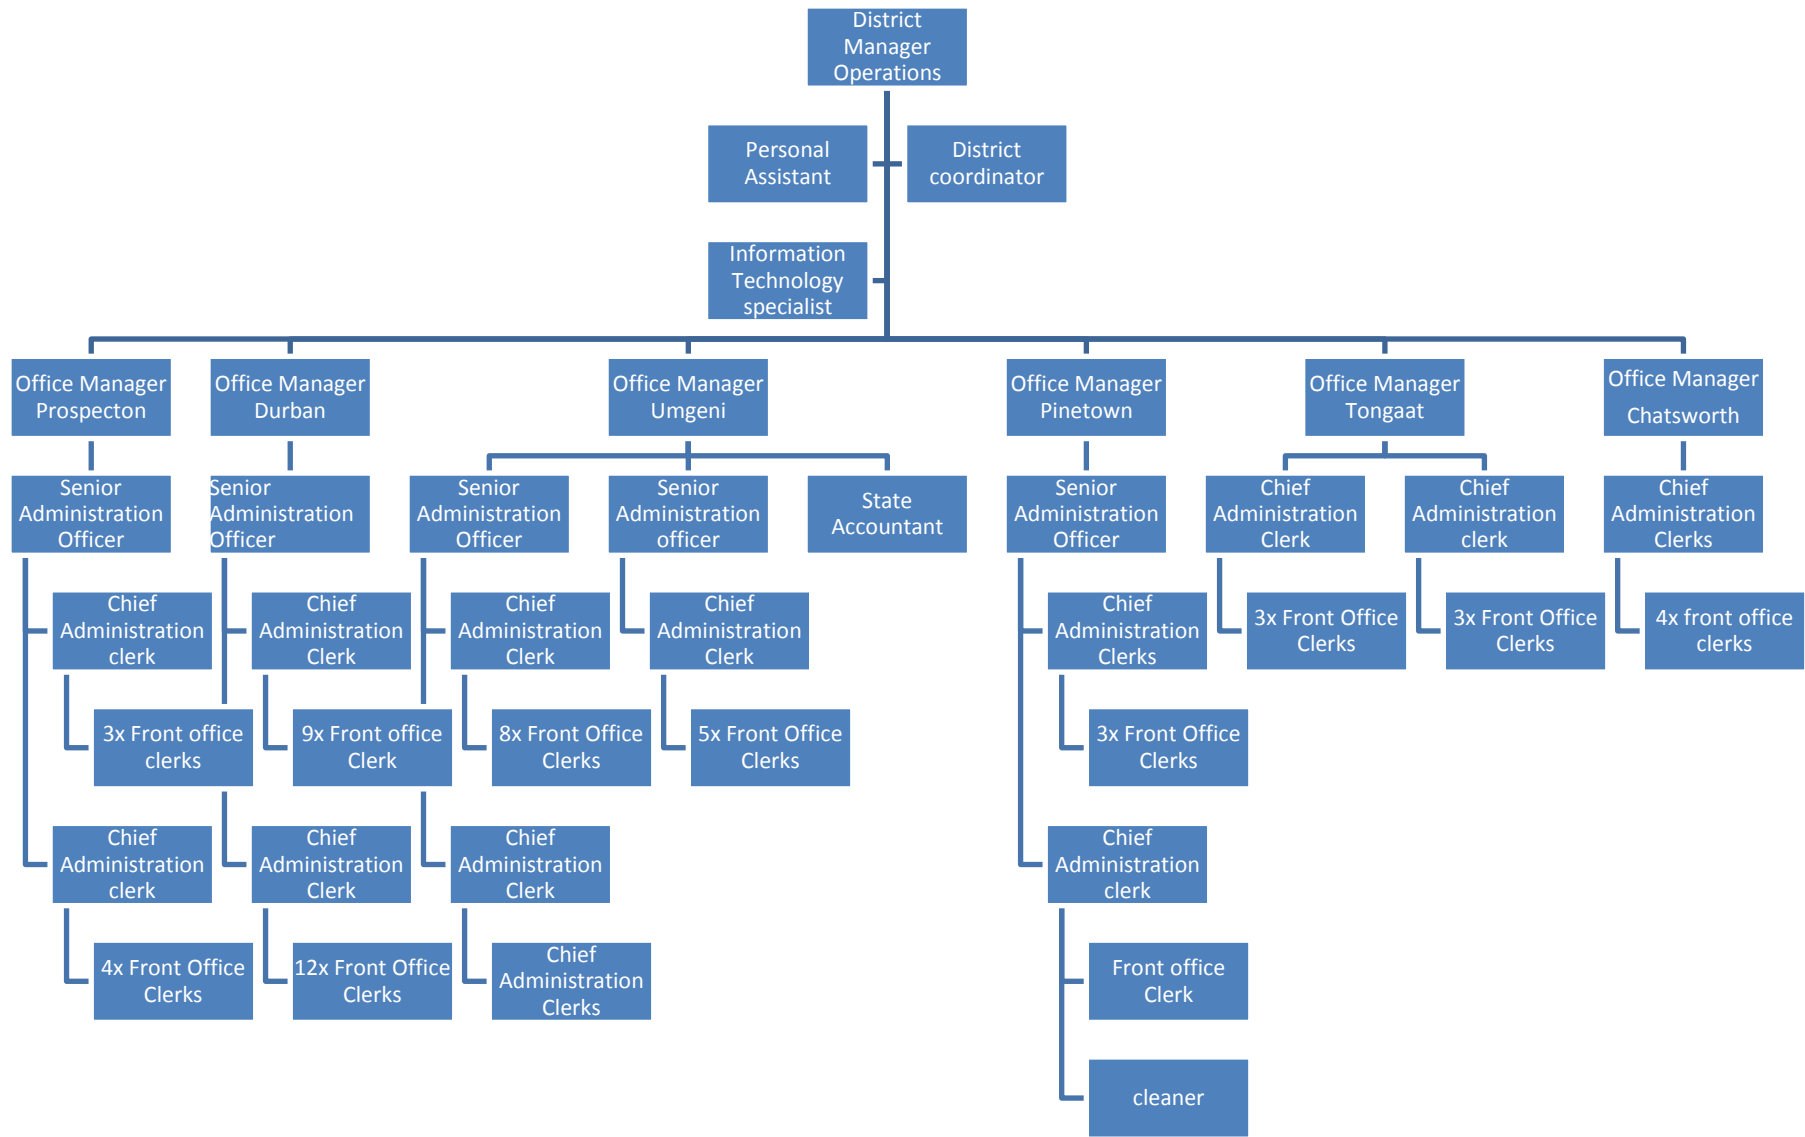 District
Manager
Operations
Personal
Assistant
District
coordinator
Information
Technology
specialist
Office Manager
Prospecton
Office Manager
Durban
Office Manager
Umgeni
Office Manager
Pinetown
Office Manager
Tongaat
Office Manager
Chatsworth
Senior
Administration
Officer
Senior
Administration
Officer
Senior
Administration
Officer
Senior
Administration
officer
State
Accountant
Senior
Administration
Officer
Chief
Administration
Clerk
Chief
Administration
clerk
Chief
Administration
Clerks
Chief
Administration
clerk
Chief
Administration
Clerk
Chief
Administration
Clerk
Chief
Administration
Clerk
Chief
Administration
Clerks
3x Front Office
Clerks
3x Front Office
Clerks
4x front office
clerks
3x Front office
clerks
9x Front office
Clerk
8x Front Office
Clerks
5x Front Office
Clerks
3x Front Office
Clerks
Chief
Administration
clerk
Chief
Administration
Clerk
Chief
Administration
Clerk
Chief
Administration
clerk
4x Front Office
Clerks
12x Front Office
Clerks
Chief
Administration
Clerks
Front office
Clerk
cleaner